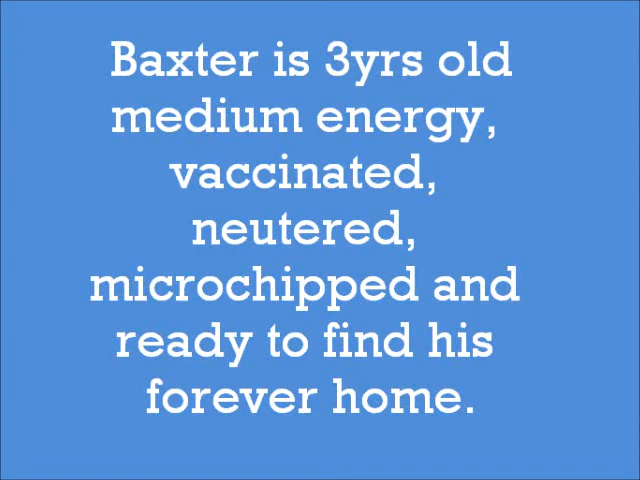 Baxter is 3yrs old
medium energy,
vaccinated,
neutered,
microchipped and
ready to find his
forever home.